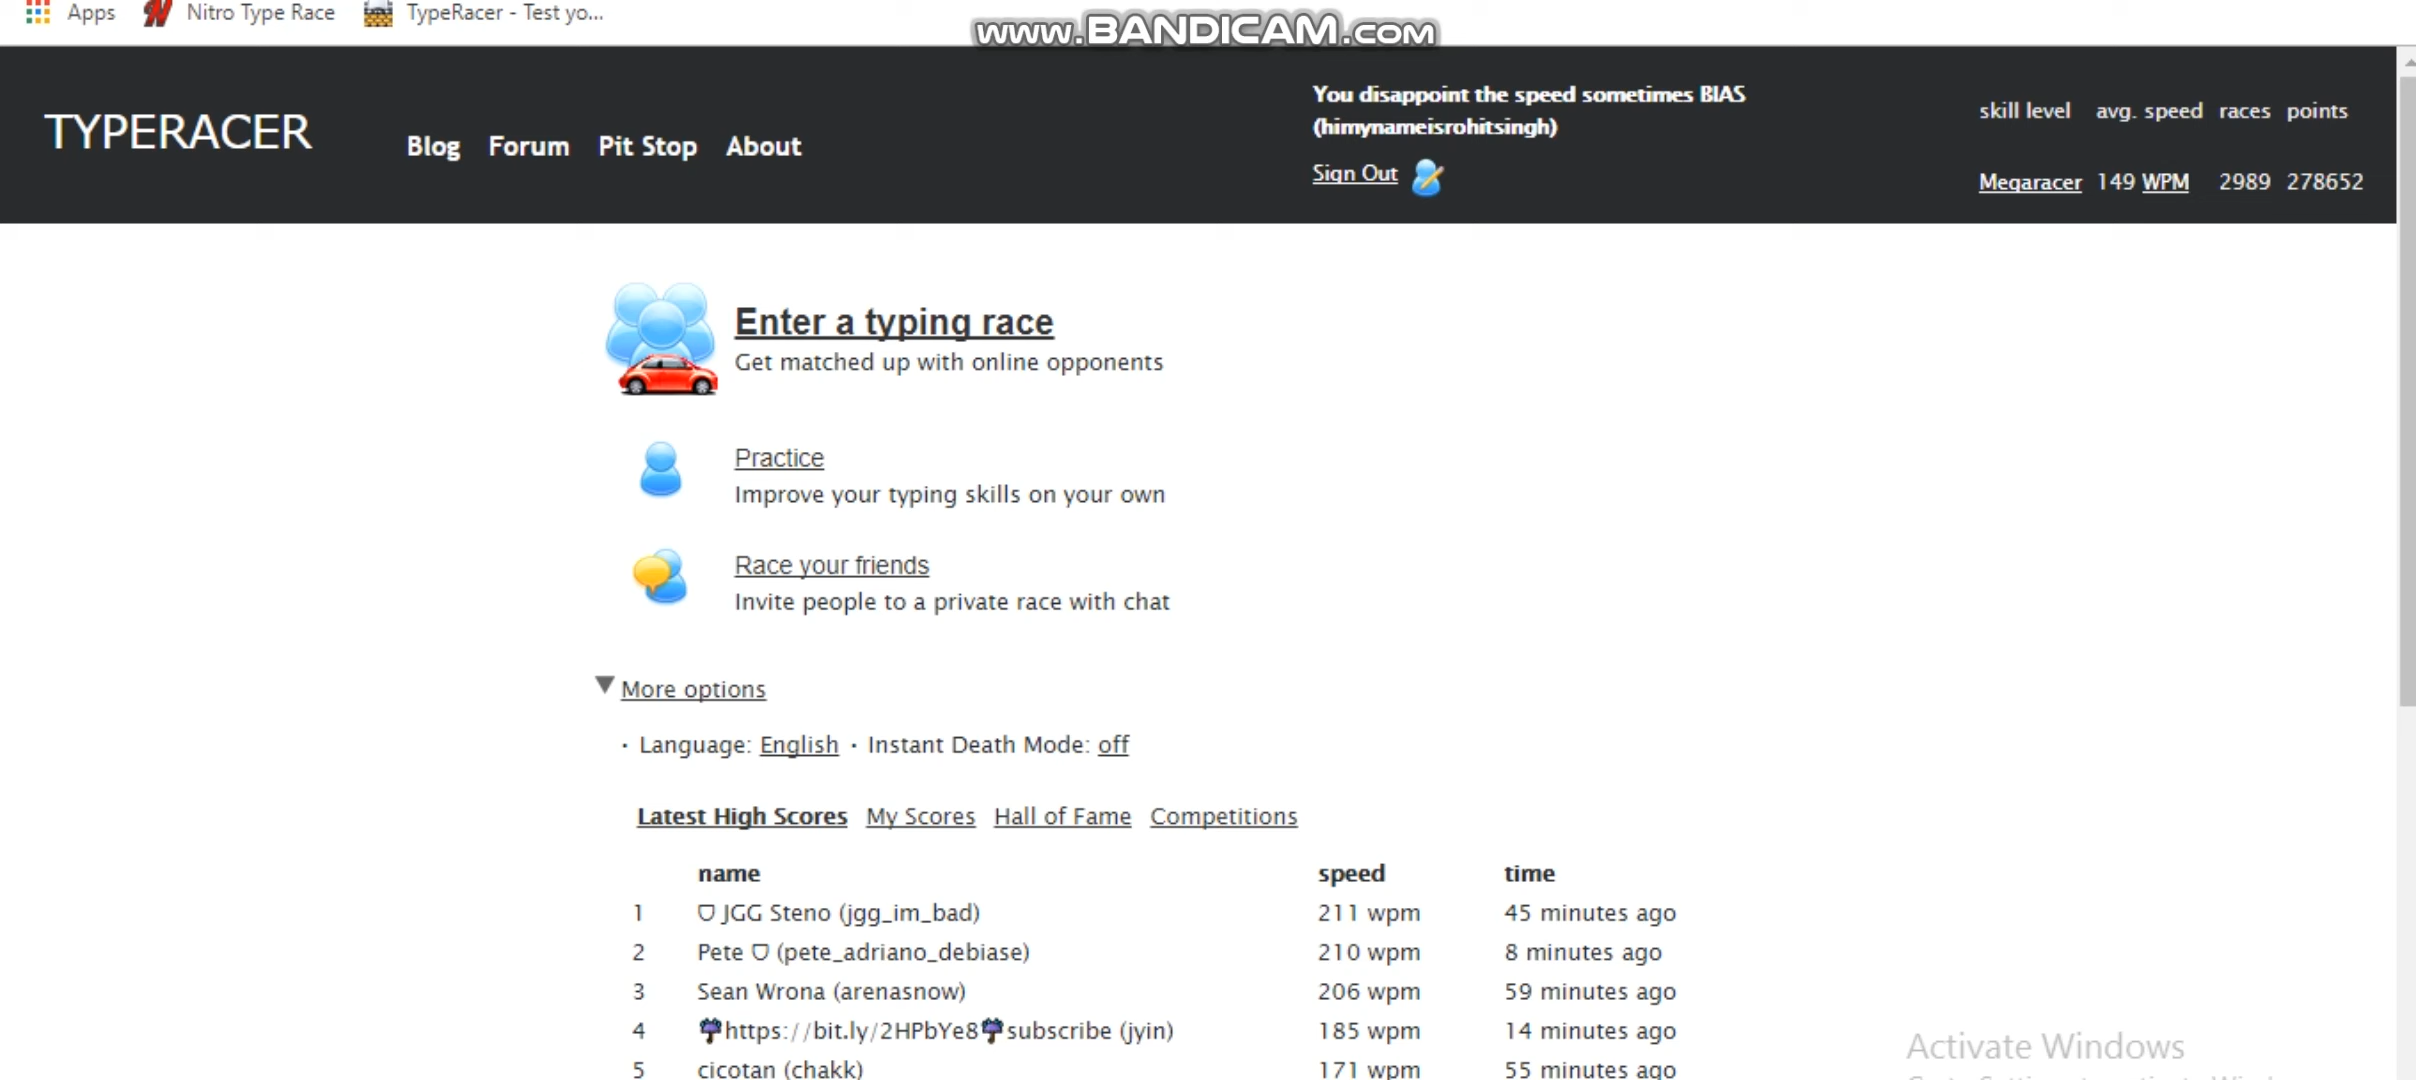 Apps Nitro Type Race TypeRacer - Test yo...
www.BANDICAM.com
TYPERACER
Blog Forum Pit Stop About
You disappoint the speed sometimes BIAS
(himynameisrohitsingh)
Sign Out
skill level avg. speed races points
Megaracer 149 WPM 2989 278652
Enter a typing race
Get matched up with online opponents
Practice
Improve your typing skills on your own
Race your friends
Invite people to a private race with chat
▼ More options
· Language: English · Instant Death Mode: off
Latest High Scores My Scores Hall of Fame Competitions
name speed time
1 JGG Steno (jgg_im_bad) 211 wpm 45 minutes ago
2 Pete (pete_adriano_debiase) 210 wpm 8 minutes ago
3 Sean Wrona (arenasnow) 206 wpm 59 minutes ago
4 https://bit.ly/2HPbYe8 subscribe (jyin) 185 wpm 14 minutes ago
5 cicotan (chakk) 171 wpm 55 minutes ago
Activate Windows